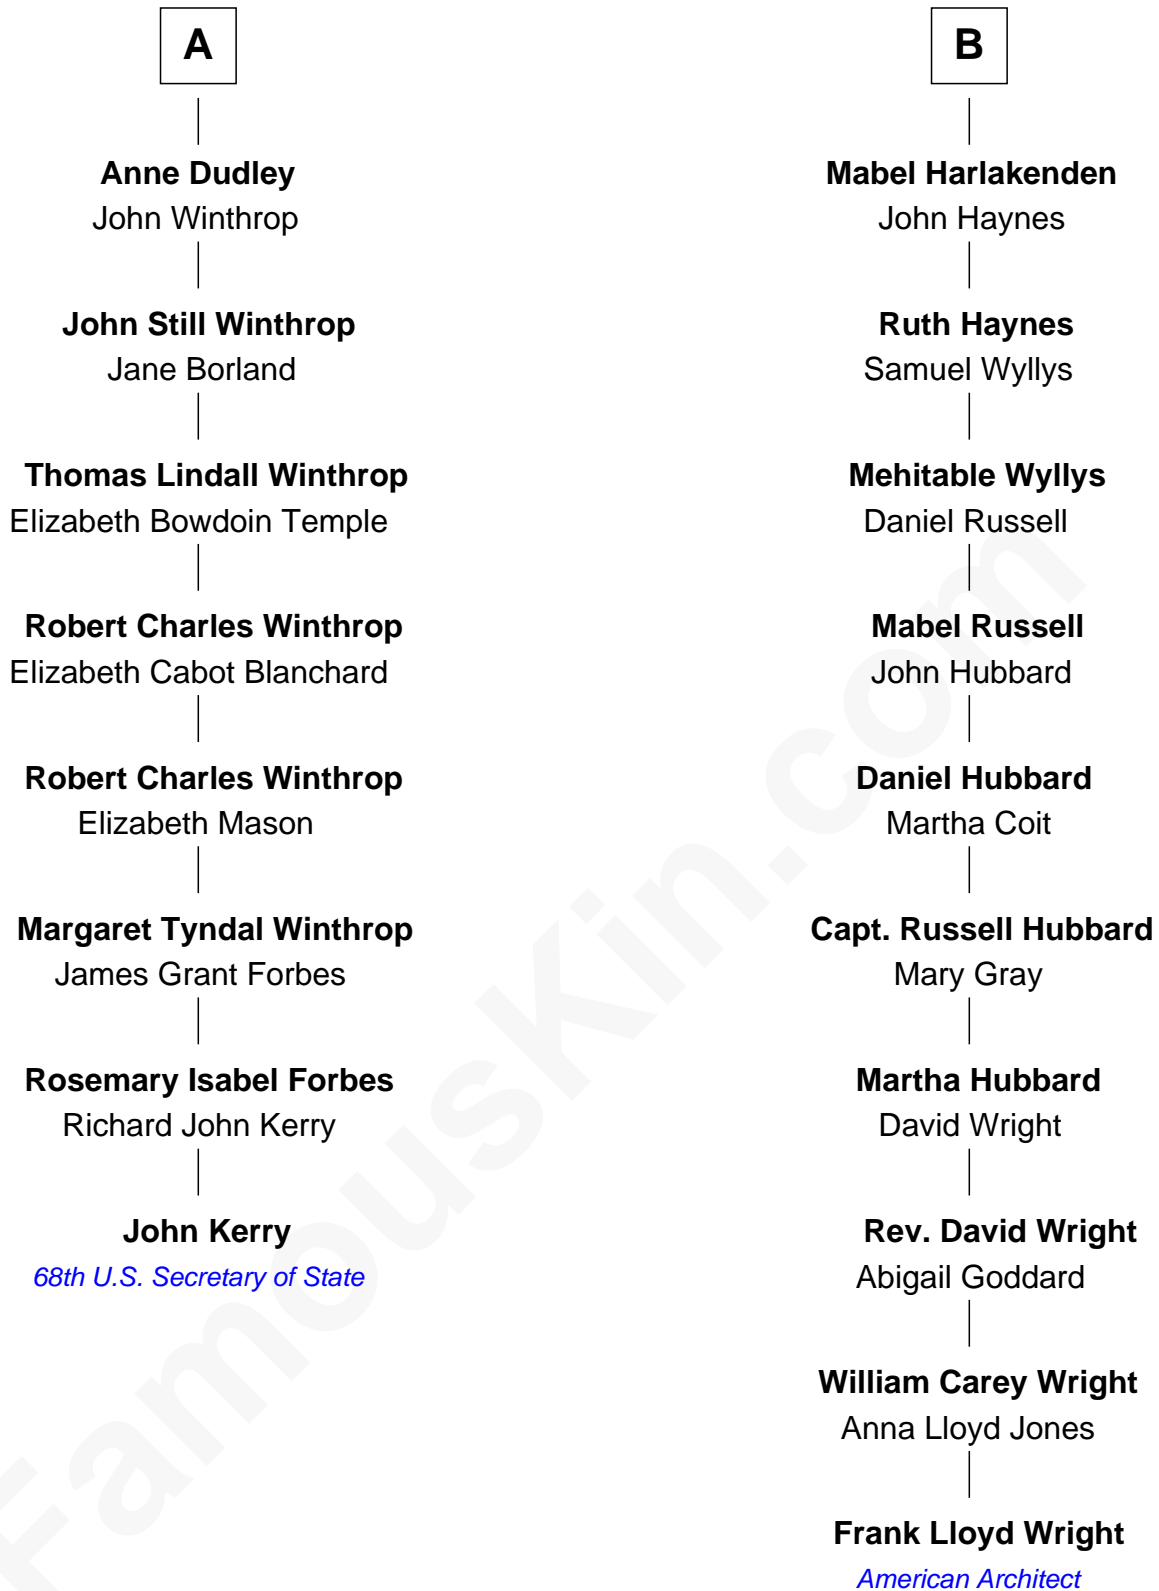 A
Anne Dudley
John Winthrop
John Still Winthrop
Jane Borland
Thomas Lindall Winthrop
Elizabeth Bowdoin Temple
Robert Charles Winthrop
Elizabeth Cabot Blanchard
Robert Charles Winthrop
Elizabeth Mason
Margaret Tyndal Winthrop
James Grant Forbes
Rosemary Isabel Forbes
Richard John Kerry
John Kerry
68th U.S. Secretary of State
B
Mabel Harlakenden
John Haynes
Ruth Haynes
Samuel Wyllys
Mehitable Wyllys
Daniel Russell
Mabel Russell
John Hubbard
Daniel Hubbard
Martha Coit
Capt. Russell Hubbard
Mary Gray
Martha Hubbard
David Wright
Rev. David Wright
Abigail Goddard
William Carey Wright
Anna Lloyd Jones
Frank Lloyd Wright
American Architect
FamousKin.com